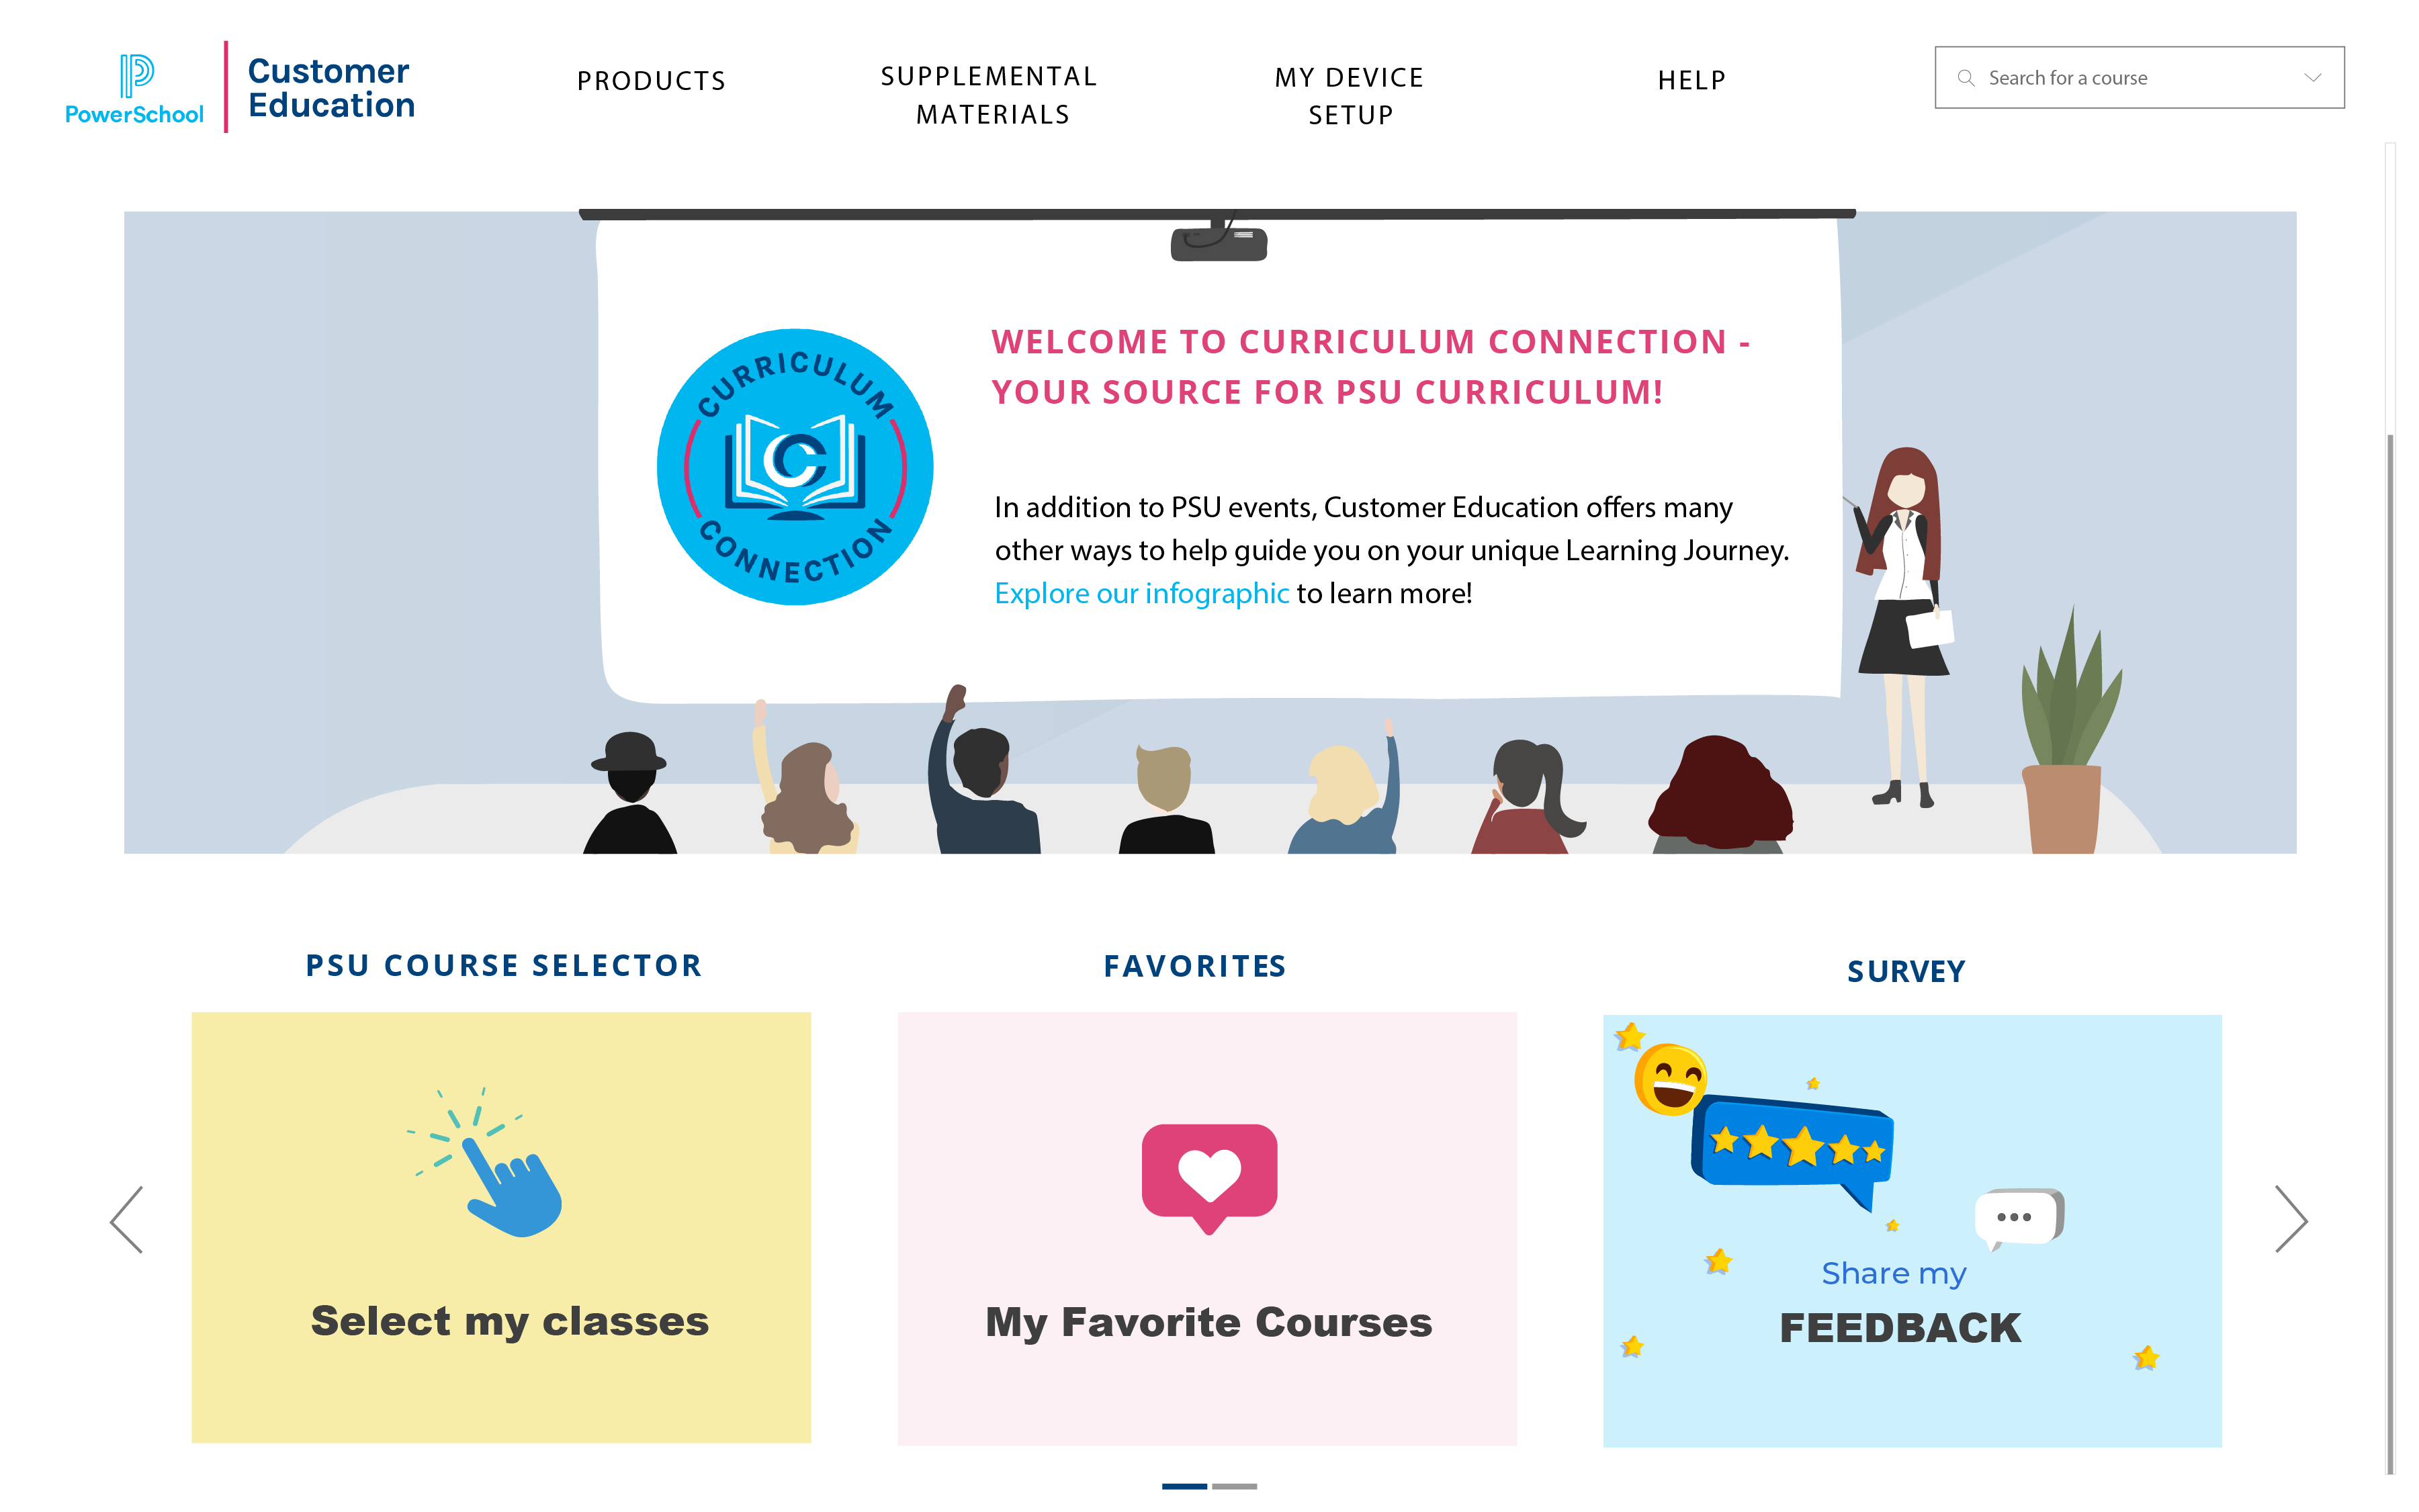 PowerSchool
Customer
Education
PRODUCTS
SUPPLEMENTAL
MATERIALS
MY DEVICE
SETUP
HELP
Search for a course
CURRICULUM
C
CONNECTION
WELCOME TO CURRICULUM CONNECTION -
YOUR SOURCE FOR PSU CURRICULUM!
In addition to PSU events, Customer Education offers many
other ways to help guide you on your unique Learning Journey.
Explore our infographic to learn more!
PSU COURSE SELECTOR
Select my classes
FAVORITES
My Favorite Courses
SURVEY
Share my
FEEDBACK